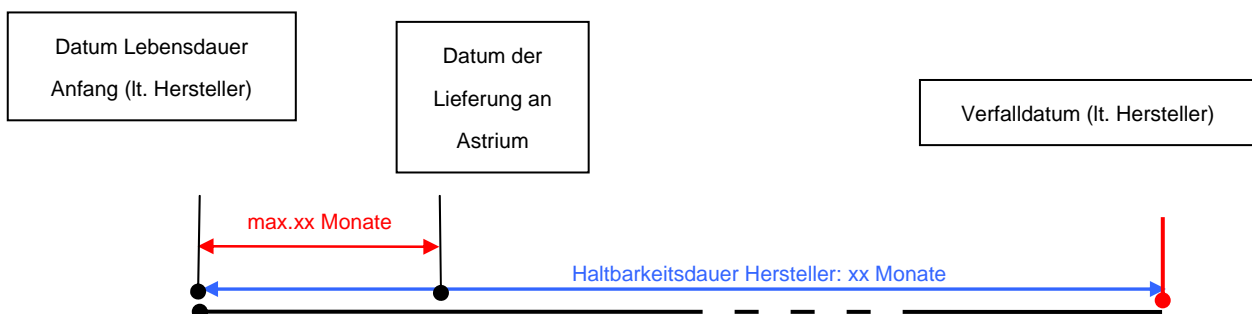 Datum Lebensdauer
Anfang (lt. Hersteller)
Datum der
Lieferung an
Astrium
Verfalldatum (lt. Hersteller)
max.xx Monate
Haltbarkeitsdauer Hersteller: xx Monate